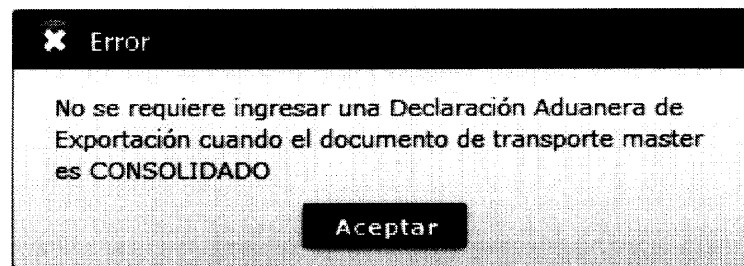 Error
No se requiere ingresar una Declaración Aduanera de
Exportación cuando el documento de transporte master
es CONSOLIDADO
Aceptar